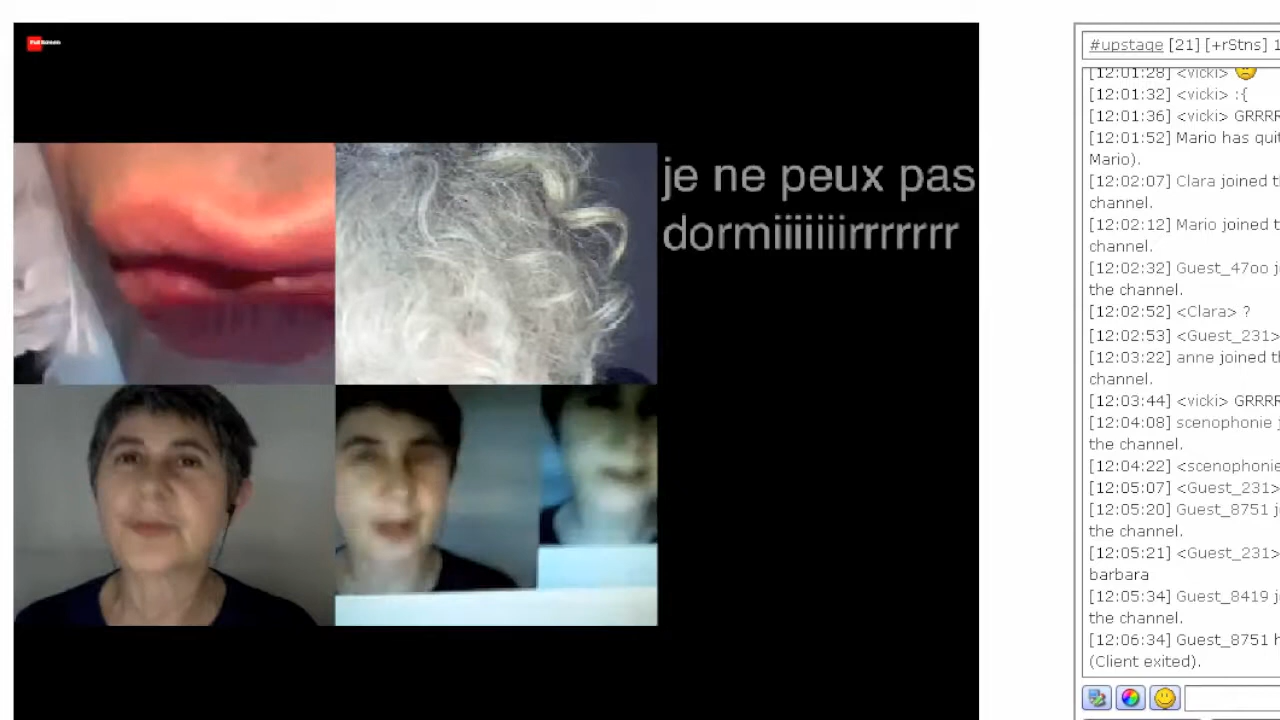 Full Screen
je ne peux pas
dormiiiiiiiirrrrrrr
#upstage [21] [+rStns] 1
[12:01:28] <vicki>
[12:01:32] <vicki> :{
[12:01:36] <vicki> GRRRR
[12:01:52] Mario has quit
Mario).
[12:02:07] Clara joined th
channel.
[12:02:12] Mario joined t
channel.
[12:02:32] Guest_47oo j
the channel.
[12:02:52] <Clara> ?
[12:02:53] <Guest_231>
[12:03:22] anne joined th
channel.
[12:03:44] <vicki> GRRRR
[12:04:08] scenophonie j
the channel.
[12:04:22] <scenophonie
[12:05:07] <Guest_231>
[12:05:20] Guest_8751 j
the channel.
[12:05:21] <Guest_231>
barbara
[12:05:34] Guest_8419 j
the channel.
[12:06:34] Guest_8751 h
(Client exited).